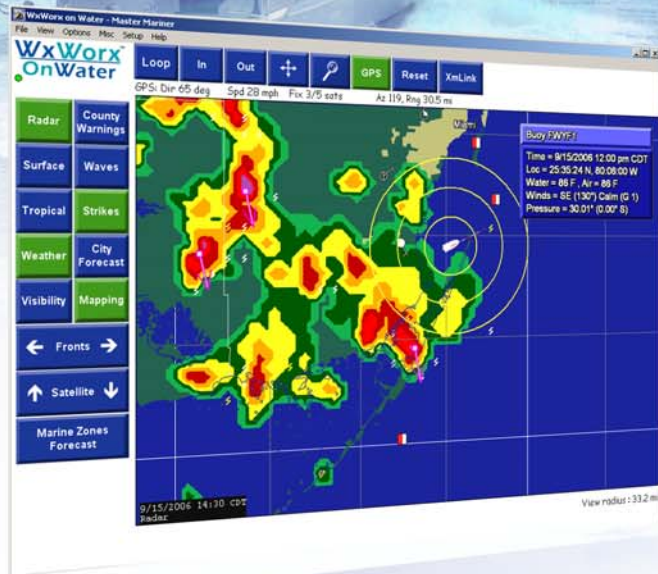 WxWorx on Water - Master Mariner
File View Options Misc Setup Help
WxWorx™
OnWater
Loop In Out GPS Reset XmLink
GPS: Dir 65 deg Spd 28 mph Fix 3/5 sats Az 119, Rng 30.5 mi
Radar County Warnings
Surface Waves
Tropical Strikes
Weather City Forecast
Visibility Mapping
← Fronts →
↑ Satellite ↓
Marine Zones
Forecast
Miami
Buoy FWYF1
Time = 9/15/2006 12:00 pm CDT
Loc = 25:35:24 N, 80:06:00 W
Water = 86 F , Air = 86 F
Winds = SE (130°) Calm (G 1)
Pressure = 30.01" (0.00" S)
9/15/2006 14:30 CDT
Radar
View radius : 33.2 mi